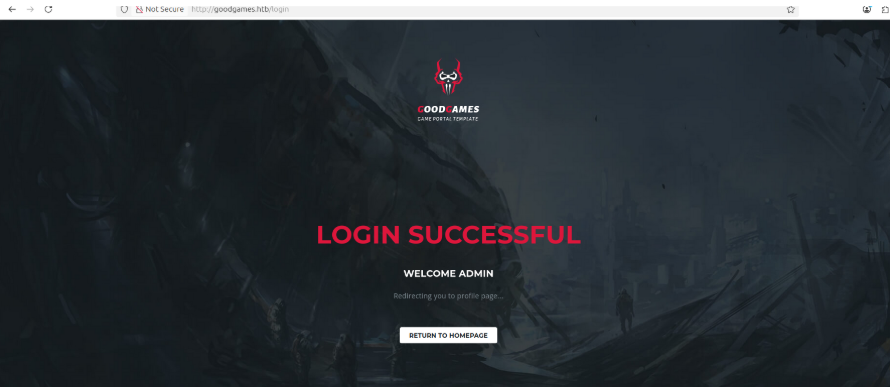 Not Secure http://goodgames.htb/login
GOODGAMES
GAME PORTAL TEMPLATE
LOGIN SUCCESSFUL
WELCOME ADMIN
Redirecting you to profile page...
RETURN TO HOMEPAGE